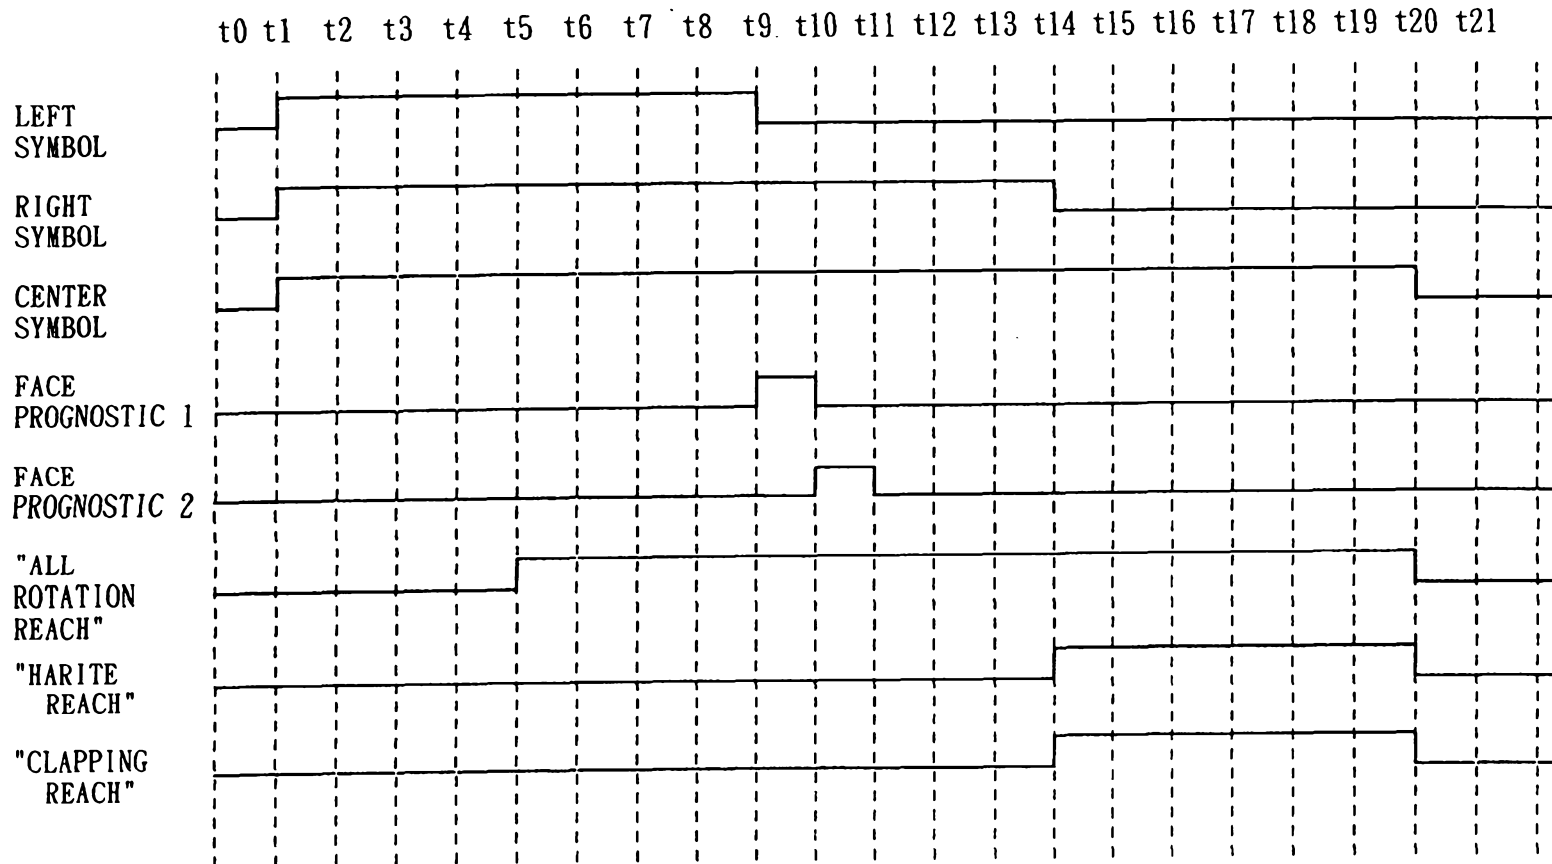 t0 t1 t2 t3 t4 t5 t6 t7 t8 t9 t10 t11 t12 t13 t14 t15 t16 t17 t18 t19 t20 t21
LEFT
SYMBOL
RIGHT
SYMBOL
CENTER
SYMBOL
FACE
PROGNOSTIC 1
FACE
PROGNOSTIC 2
"ALL
ROTATION
REACH"
"HARITE
REACH"
"CLAPPING
REACH"